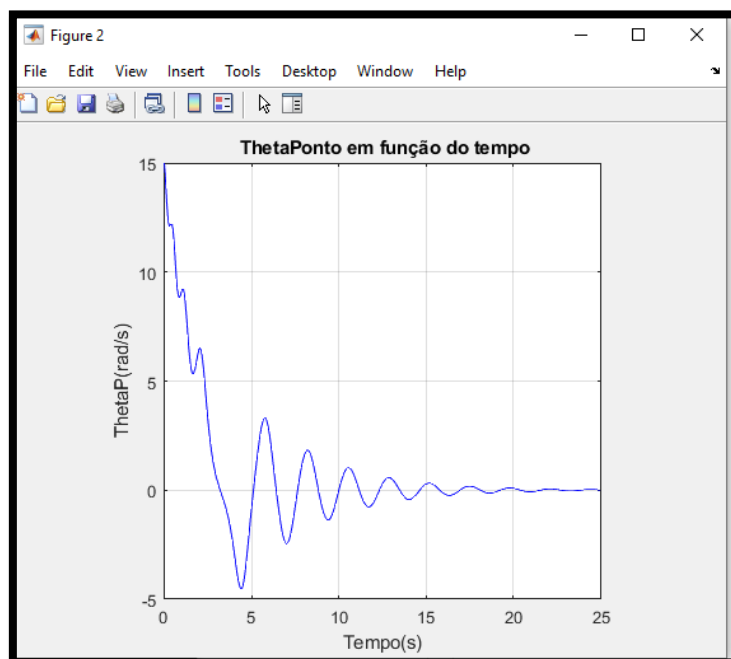 Figure 2
File Edit View Insert Tools Desktop Window Help
ThetaPonto em função do tempo
15
10
5
0
-5
ThetaP(rad/s)
0 5 10 15 20 25
Tempo(s)